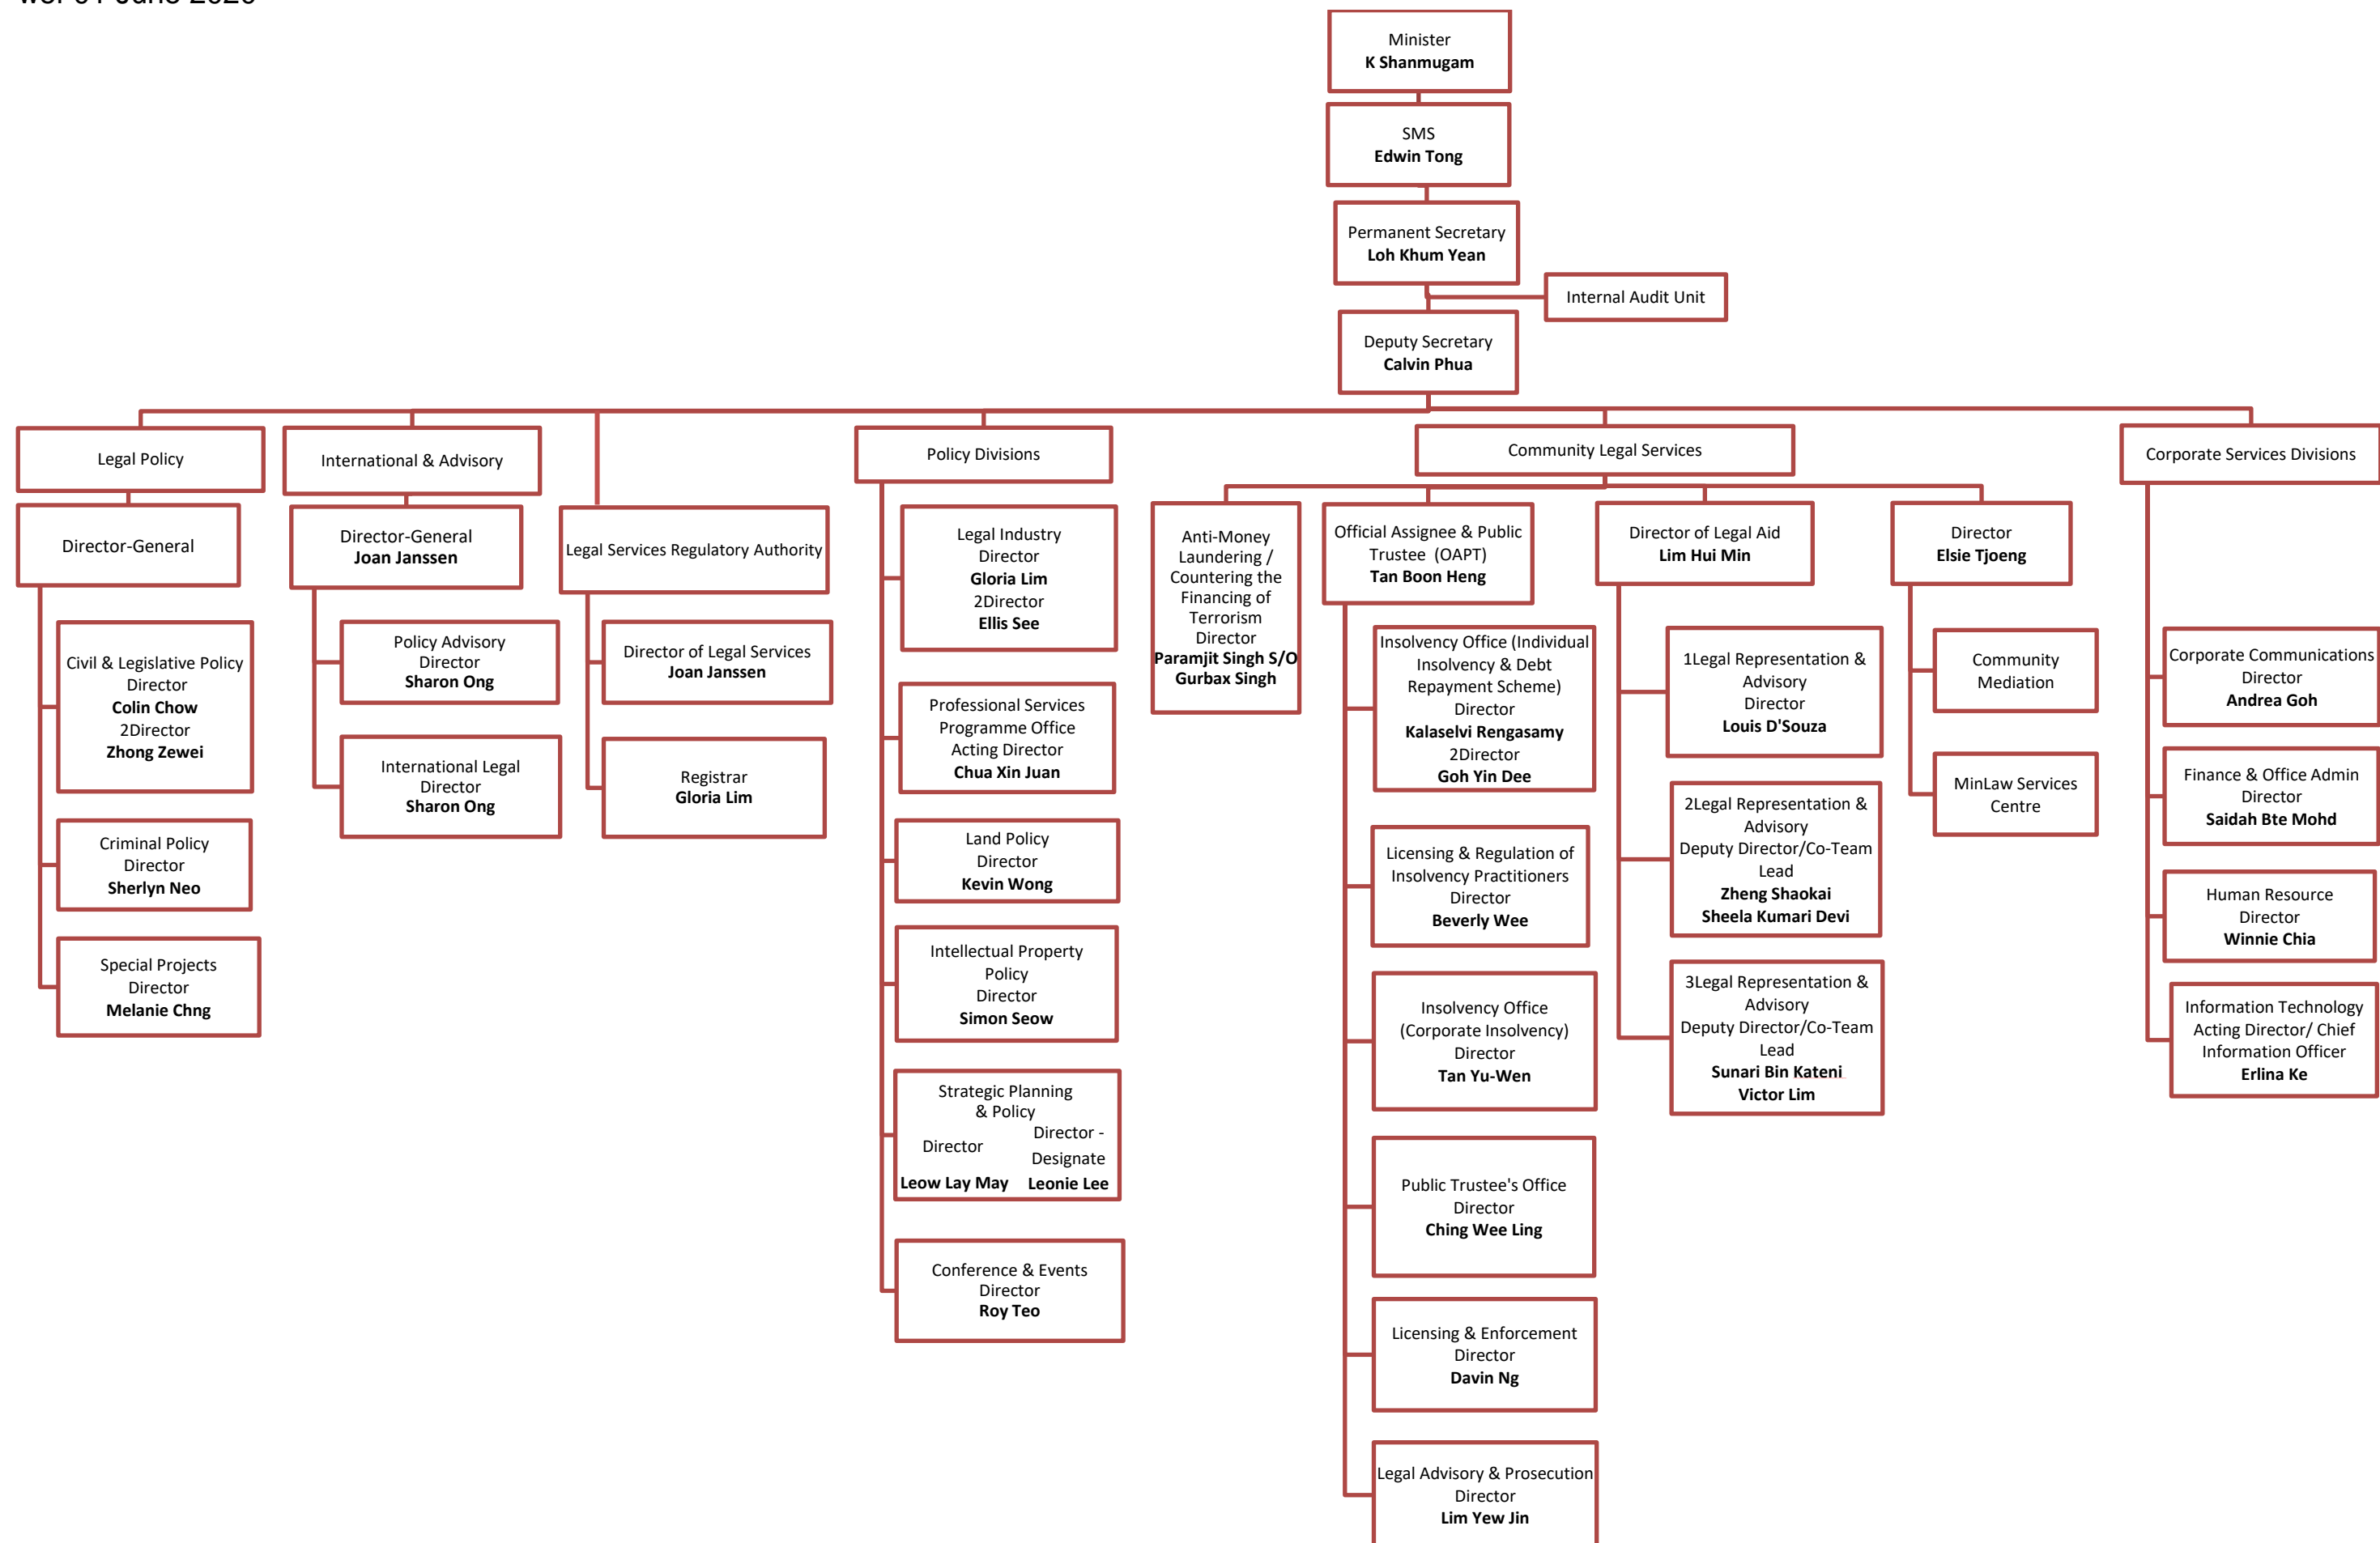 wef 01 June 2020
Minister
K Shanmugam
SMS
Edwin Tong
Permanent Secretary
Loh Khum Yean
Internal Audit Unit
Deputy Secretary
Calvin Phua
Legal Policy
Director-General
Civil & Legislative Policy
Director
Colin Chow
2Director
Zhong Zewei
Criminal Policy
Director
Sherlyn Neo
Special Projects
Director
Melanie Chng
International & Advisory
Director-General
Joan Janssen
Policy Advisory
Director
Sharon Ong
International Legal
Director
Sharon Ong
Legal Services Regulatory Authority
Director of Legal Services
Joan Janssen
Registrar
Gloria Lim
Policy Divisions
Legal Industry
Director
Gloria Lim
2Director
Ellis See
Professional Services
Programme Office
Acting Director
Chua Xin Juan
Land Policy
Director
Kevin Wong
Intellectual Property
Policy
Director
Simon Seow
Strategic Planning
& Policy
Director
Leow Lay May
Director -
Designate
Leonie Lee
Conference & Events
Director
Roy Teo
Community Legal Services
Anti-Money
Laundering /
Countering the
Financing of
Terrorism
Director
Paramjit Singh S/O
Gurbax Singh
Official Assignee & Public
Trustee (OAPT)
Tan Boon Heng
Insolvency Office (Individual
Insolvency & Debt
Repayment Scheme)
Director
Kalaselvi Rengasamy
2Director
Goh Yin Dee
Licensing & Regulation of
Insolvency Practitioners
Director
Beverly Wee
Insolvency Office
(Corporate Insolvency)
Director
Tan Yu-Wen
Public Trustee's Office
Director
Ching Wee Ling
Licensing & Enforcement
Director
Davin Ng
Legal Advisory & Prosecution
Director
Lim Yew Jin
Director of Legal Aid
Lim Hui Min
1Legal Representation &
Advisory
Director
Louis D'Souza
2Legal Representation &
Advisory
Deputy Director/Co-Team
Lead
Zheng Shaokai
Sheela Kumari Devi
3Legal Representation &
Advisory
Deputy Director/Co-Team
Lead
Sunari Bin Kateni
Victor Lim
Director
Elsie Tjoeng
Community
Mediation
MinLaw Services
Centre
Corporate Services Divisions
Corporate Communications
Director
Andrea Goh
Finance & Office Admin
Director
Saidah Bte Mohd
Human Resource
Director
Winnie Chia
Information Technology
Acting Director/ Chief
Information Officer
Erlina Ke